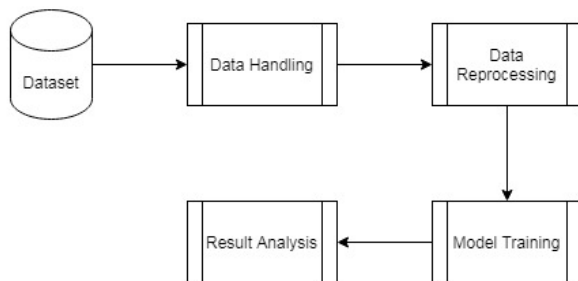 Dataset
Data Handling
Data
Reprocessing
Model Training
Result Analysis